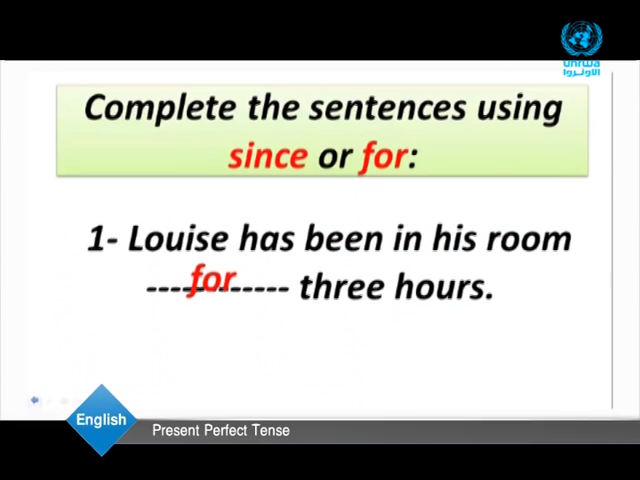 unrwa
الأونروا
Complete the sentences using
since or for:
1- Louise has been in his room
------------ three hours.
for
English
Present Perfect Tense